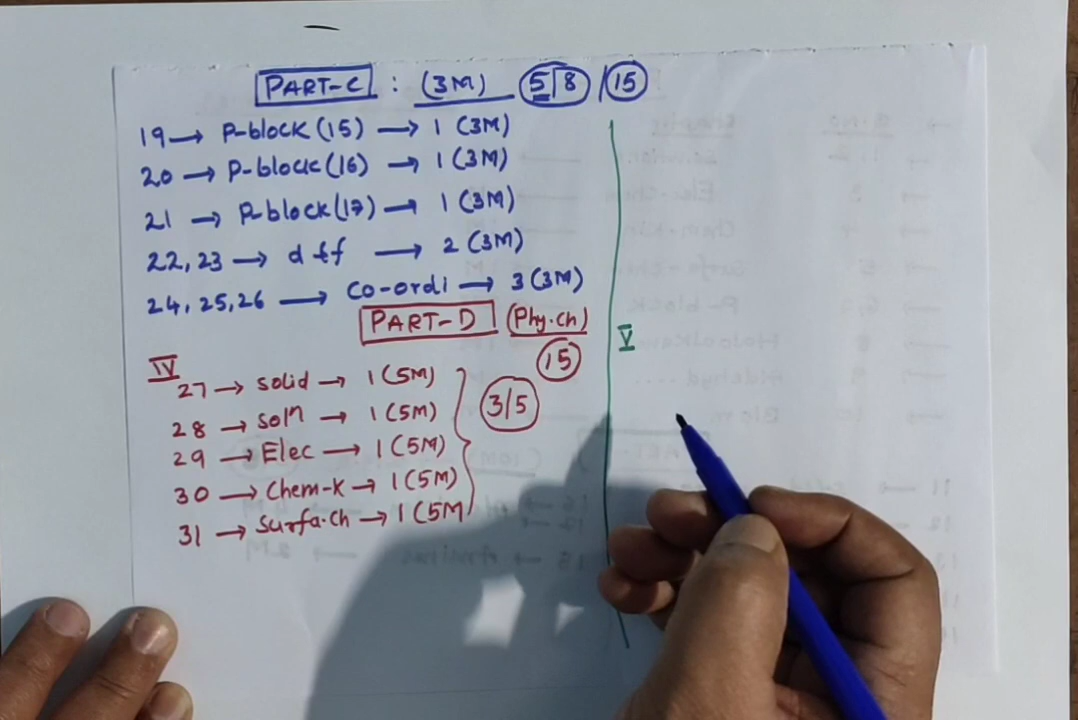 PART-C : (3M) 5/8 /15
19 → P-block (15) → 1 (3M)
20 → P-block (16) → 1 (3M)
21 → P-block (17) → 1 (3M)
22, 23 → d & f → 2 (3M)
24, 25, 26 → Co-ordi → 3 (3M)
PART-D (Phy.ch)
15
IV
27 → Solid → 1 (5M)
28 → Soln → 1 (5M)
29 → Elec → 1 (5M)
30 → Chem-K → 1 (5M)
31 → Surfa.ch → 1 (5M
3/5
V